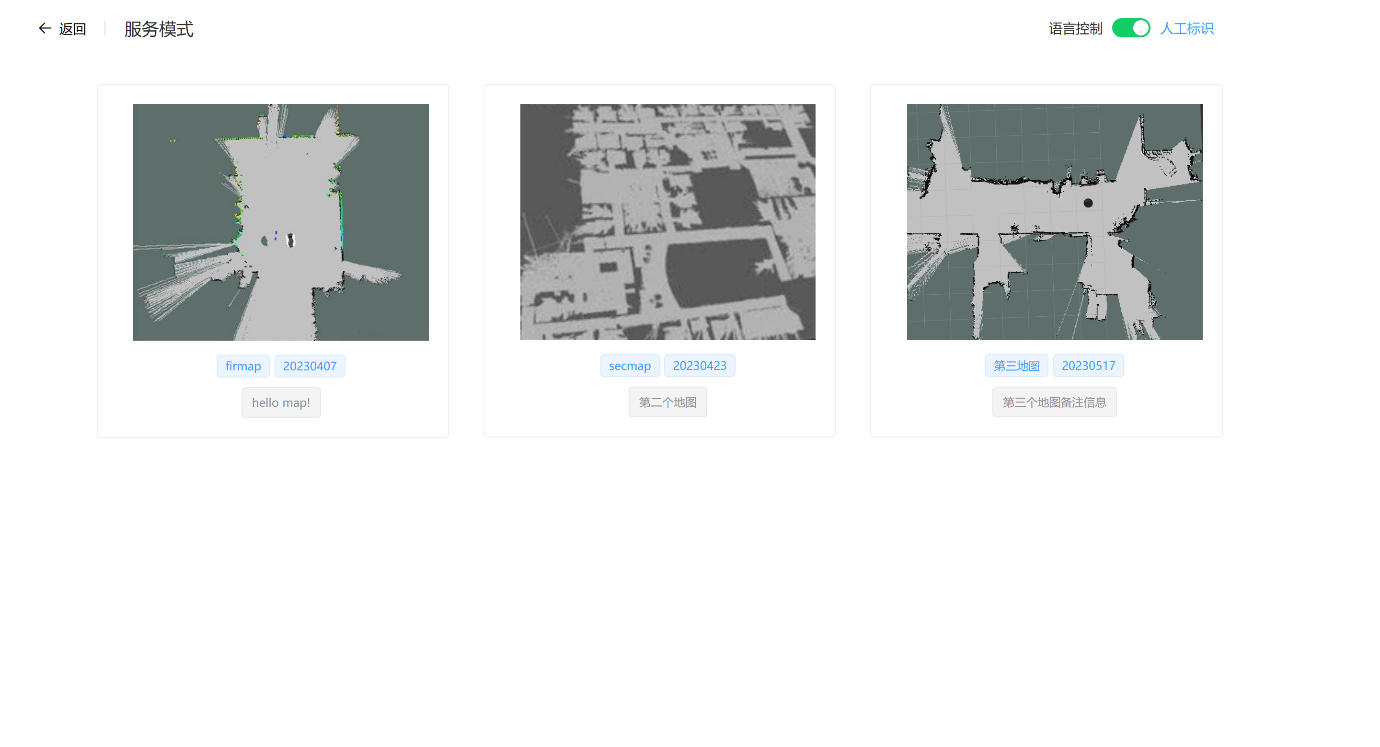 返回 服务模式 语言控制 人工标识
firmap 20230407 secmap 20230423 第三地图 20230517
hello map! 第二个地图 第三个地图备注信息